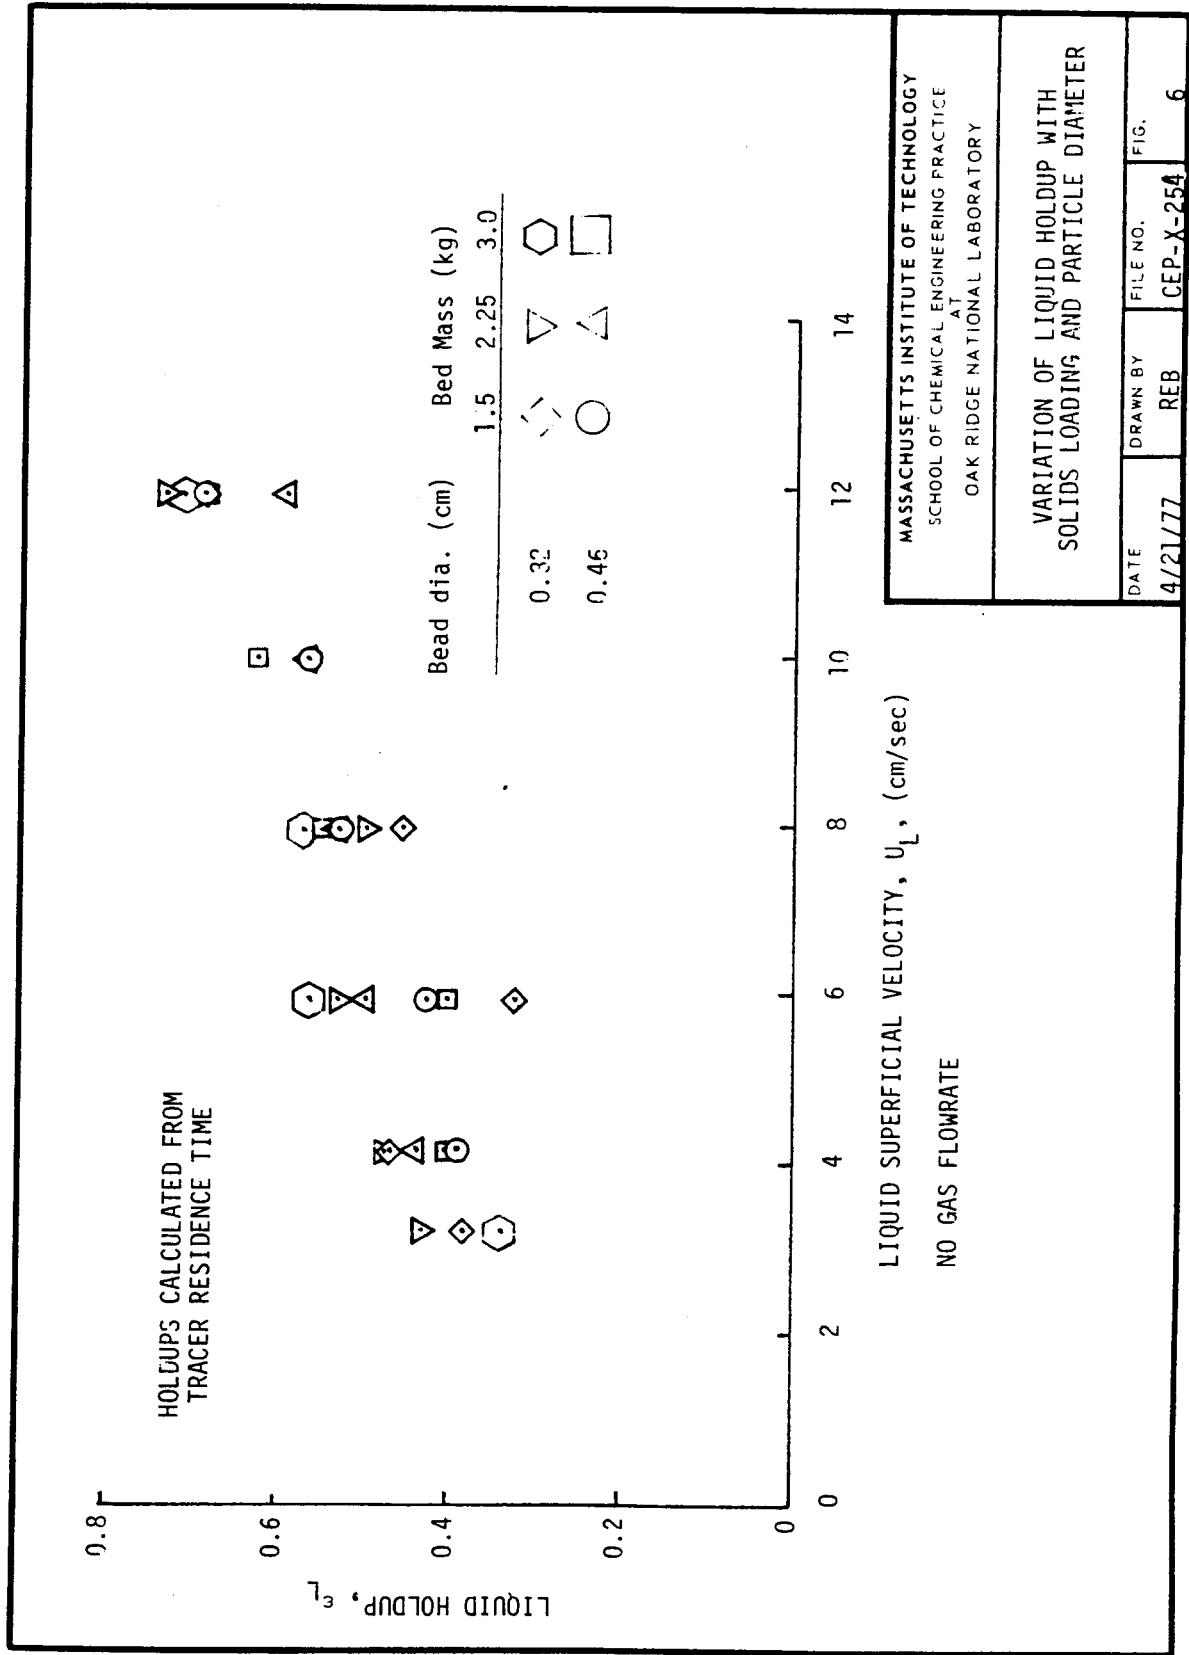 HOLDUPS CALCULATED FROM
TRACER RESIDENCE TIME
LIQUID HOLDUP, εL
0.8
0.6
0.4
0.2
0
0
2
4
6
8
10
12
14
LIQUID SUPERFICIAL VELOCITY, UL, (cm/sec)
NO GAS FLOWRATE
Bead dia. (cm) Bed Mass (kg)
1.5 2.25 3.0
0.32
0.46
MASSACHUSETTS INSTITUTE OF TECHNOLOGY
SCHOOL OF CHEMICAL ENGINEERING PRACTICE
AT
OAK RIDGE NATIONAL LABORATORY
VARIATION OF LIQUID HOLDUP WITH
SOLIDS LOADING AND PARTICLE DIAMETER
DATE DRAWN BY FILE NO. FIG.
4/21/77 REB CEP-X-254 6